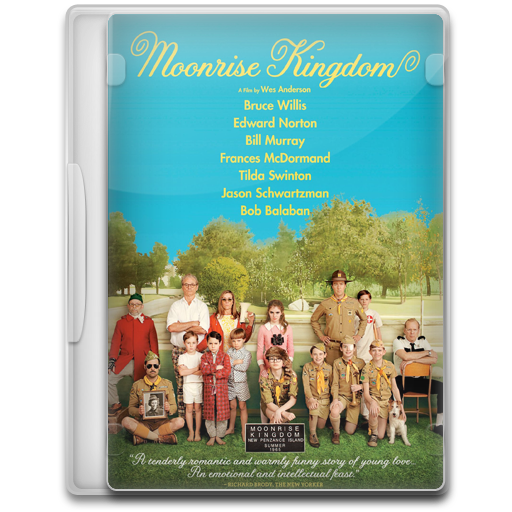 Moonrise Kingdom
A Film by Wes Anderson
Bruce Willis
Edward Norton
Bill Murray
Frances McDormand
Tilda Swinton
Jason Schwartzman
Bob Balaban
MOONRISE
KINGDOM
NEW PENZANCE ISLAND
SUMMER
1965
"A tenderly romantic and warmly funny story of young love.
An emotional and intellectual feast."
–RICHARD BRODY, THE NEW YORKER